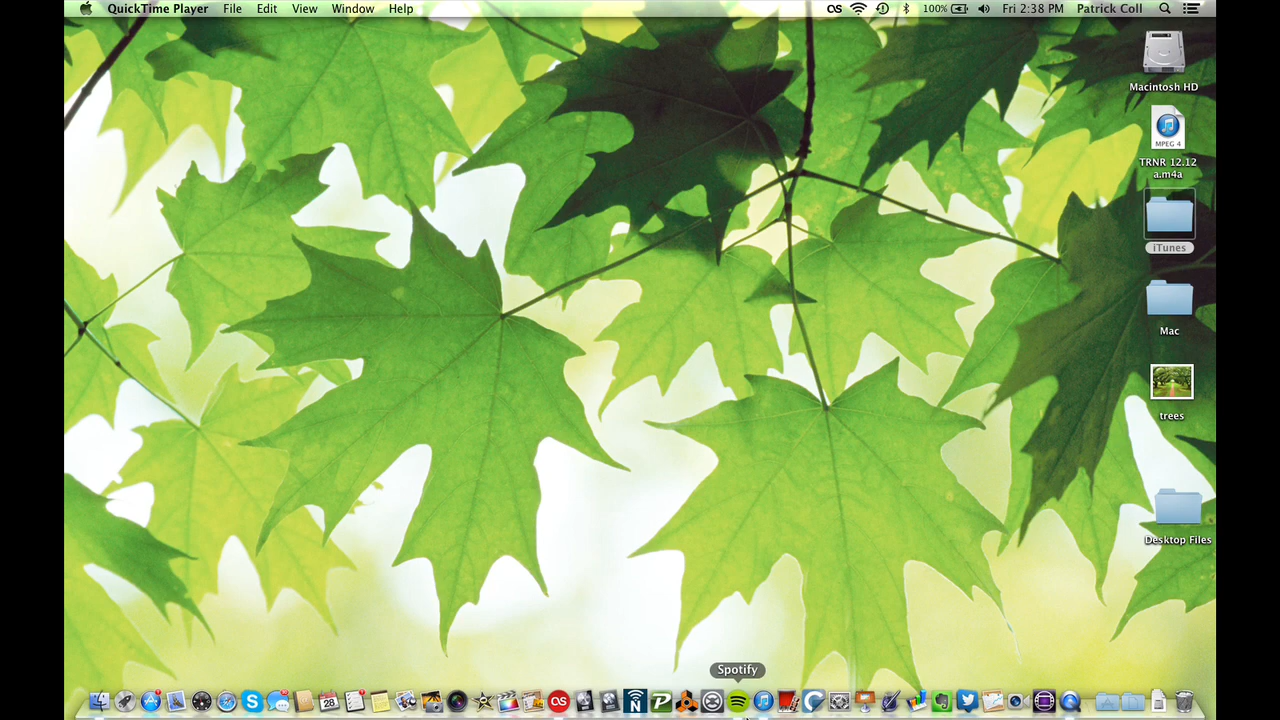 QuickTime Player File Edit View Window Help 100% Fri 2:38 PM Patrick Coll
Macintosh HD
MPEG 4
TRNR 12.12
a.m4a
iTunes
Mac
trees
Desktop Files
Spotify
28